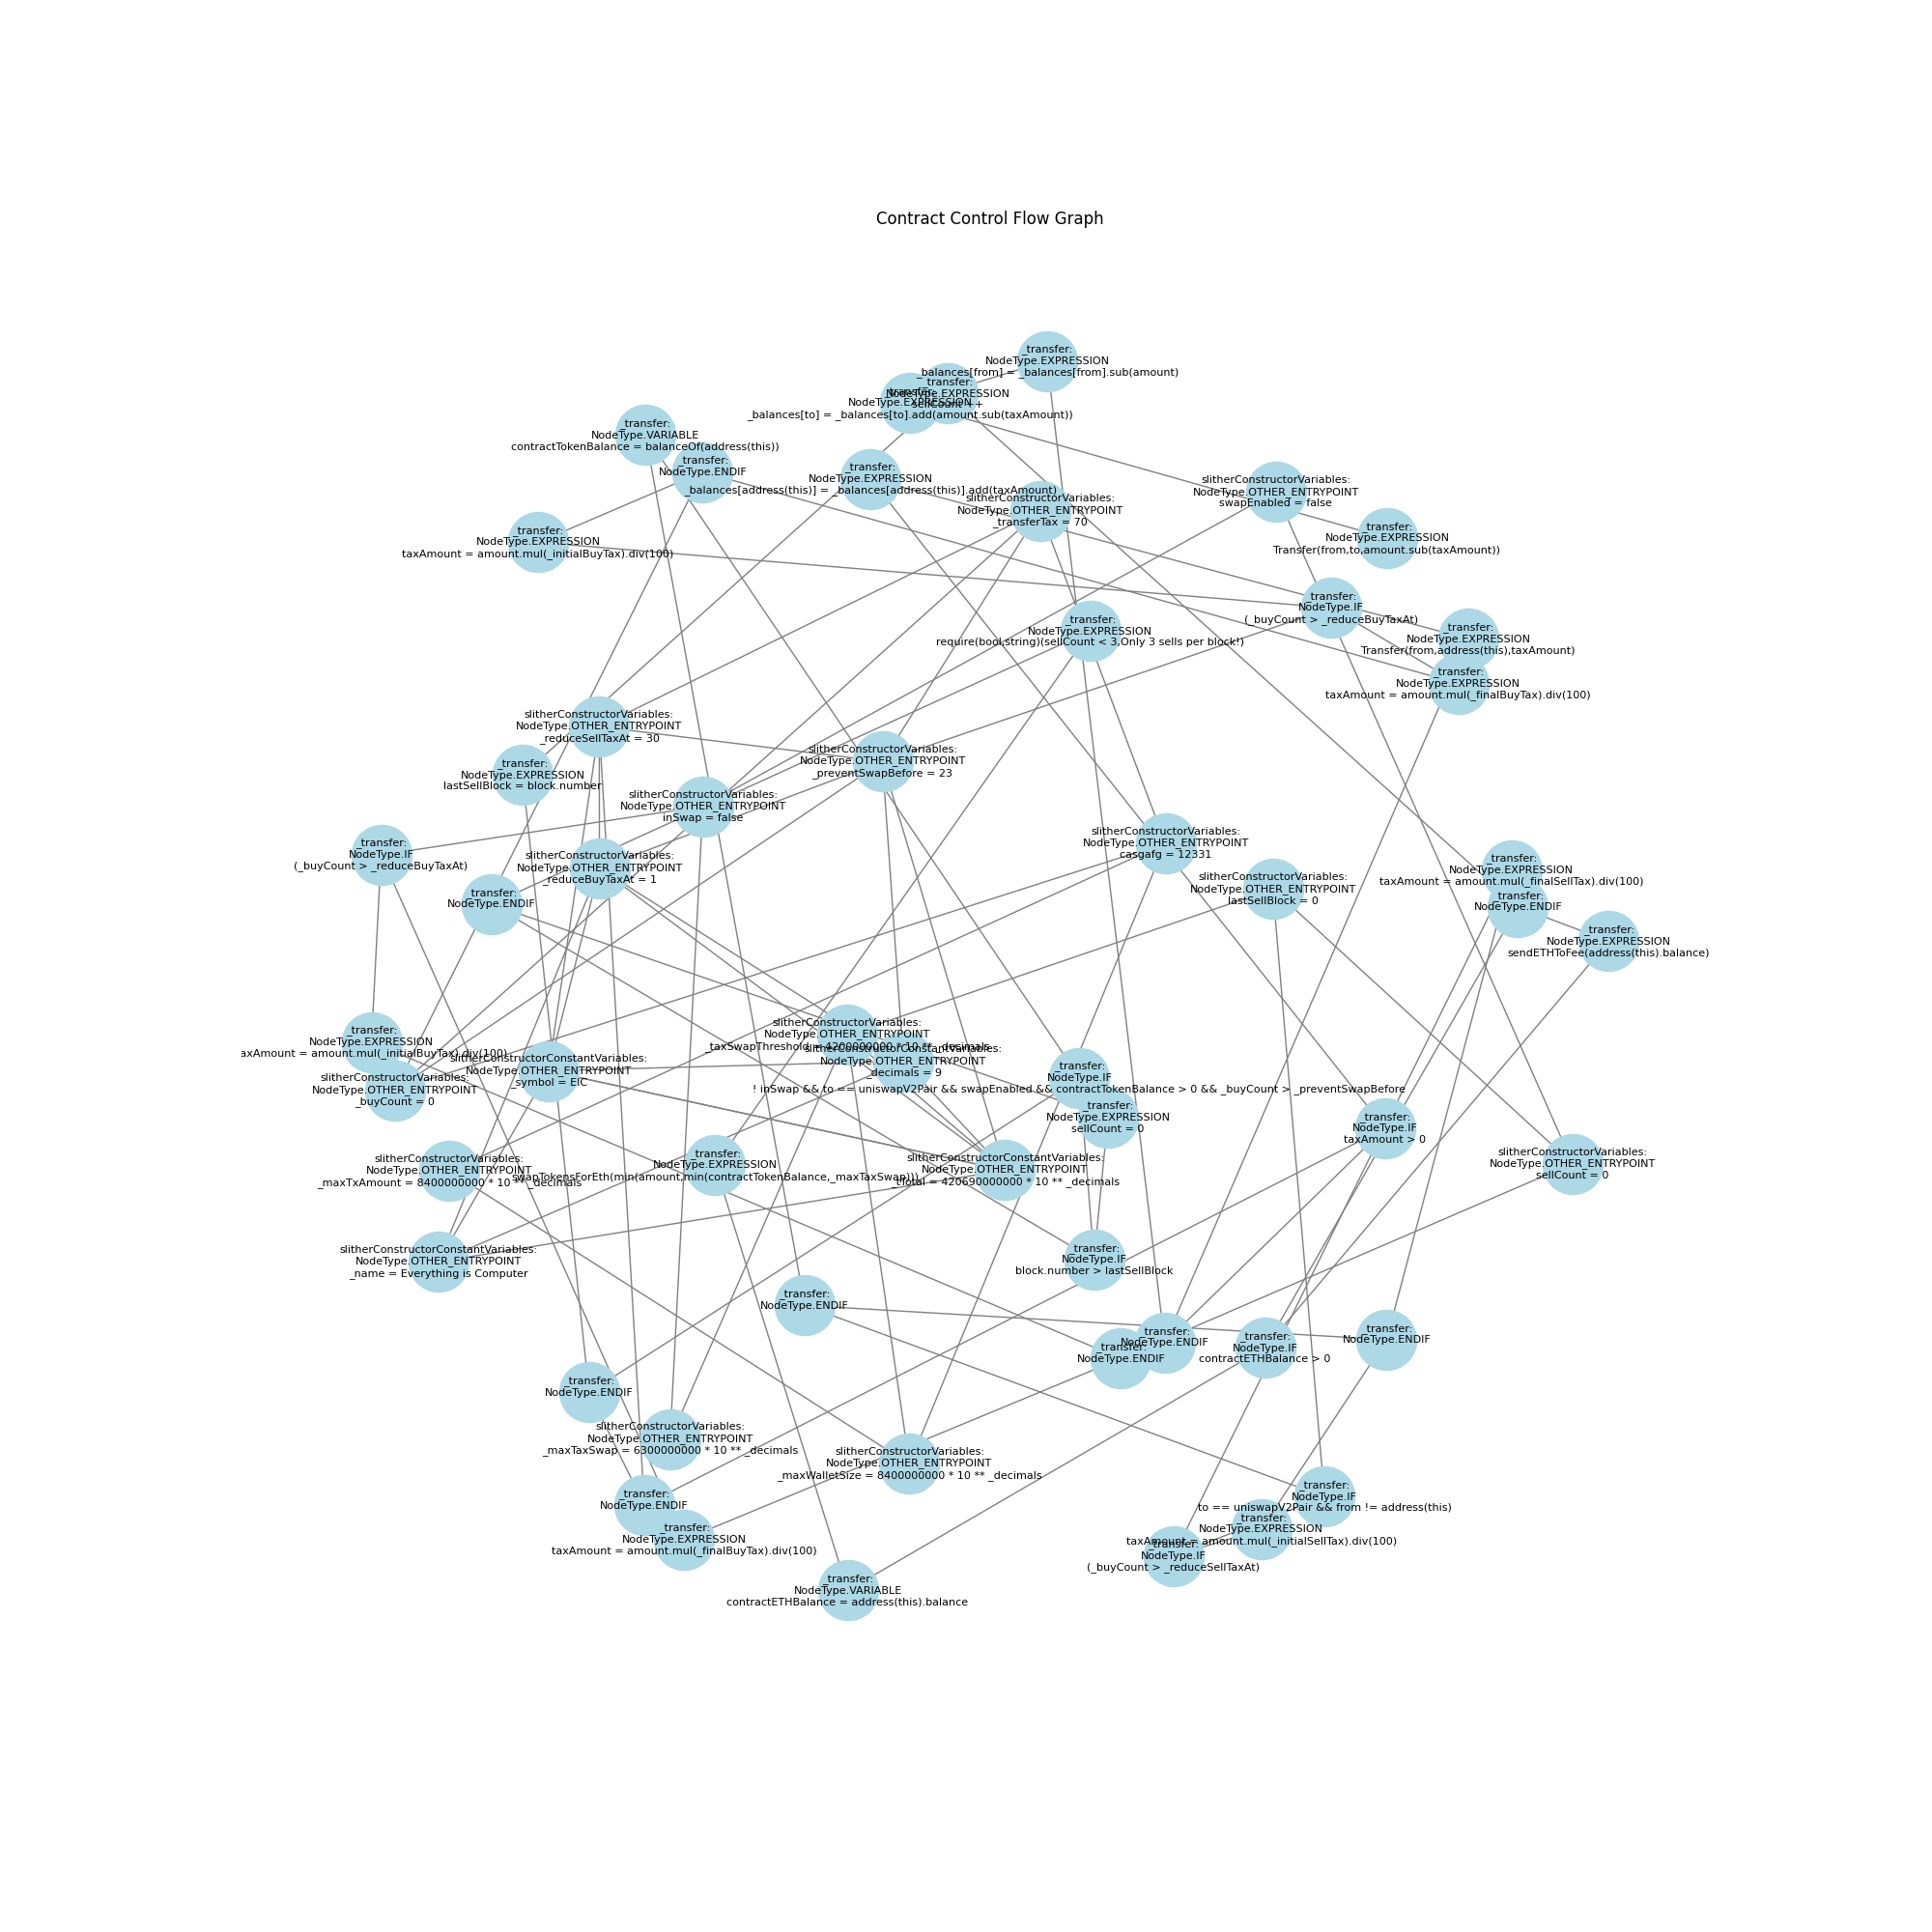 Contract Control Flow Graph
_transfer:
NodeType.EXPRESSION
_balances[from] = _balances[from].sub(amount)
_transfer:
NodeType.EXPRESSION
sellCount ++
_transfer:
NodeType.EXPRESSION
_balances[to] = _balances[to].add(amount.sub(taxAmount))
_transfer:
NodeType.VARIABLE
contractTokenBalance = balanceOf(address(this))
_transfer:
NodeType.ENDIF
_transfer:
NodeType.EXPRESSION
_balances[address(this)] = _balances[address(this)].add(taxAmount)
slitherConstructorVariables:
NodeType.OTHER_ENTRYPOINT
_transferTax = 70
slitherConstructorVariables:
NodeType.OTHER_ENTRYPOINT
swapEnabled = false
_transfer:
NodeType.EXPRESSION
Transfer(from,to,amount.sub(taxAmount))
_transfer:
NodeType.EXPRESSION
taxAmount = amount.mul(_initialBuyTax).div(100)
_transfer:
NodeType.IF
(_buyCount > _reduceBuyTaxAt)
_transfer:
NodeType.EXPRESSION
require(bool,string)(sellCount < 3,Only 3 sells per block!)
_transfer:
NodeType.EXPRESSION
Transfer(from,address(this),taxAmount)
_transfer:
NodeType.EXPRESSION
taxAmount = amount.mul(_finalBuyTax).div(100)
slitherConstructorVariables:
NodeType.OTHER_ENTRYPOINT
_reduceSellTaxAt = 30
slitherConstructorVariables:
NodeType.OTHER_ENTRYPOINT
_preventSwapBefore = 23
_transfer:
NodeType.EXPRESSION
lastSellBlock = block.number
slitherConstructorVariables:
NodeType.OTHER_ENTRYPOINT
inSwap = false
_transfer:
NodeType.IF
(_buyCount > _reduceBuyTaxAt)
slitherConstructorVariables:
NodeType.OTHER_ENTRYPOINT
_reduceBuyTaxAt = 1
slitherConstructorVariables:
NodeType.OTHER_ENTRYPOINT
casgafg = 12331
slitherConstructorVariables:
NodeType.OTHER_ENTRYPOINT
lastSellBlock = 0
_transfer:
NodeType.EXPRESSION
taxAmount = amount.mul(_finalSellTax).div(100)
_transfer:
NodeType.ENDIF
_transfer:
NodeType.ENDIF
_transfer:
NodeType.EXPRESSION
sendETHToFee(address(this).balance)
_transfer:
NodeType.EXPRESSION
axAmount = amount.mul(_initialBuyTax).div(100)
slitherConstructorVariables:
NodeType.OTHER_ENTRYPOINT
_buyCount = 0
slitherConstructorConstantVariables:
NodeType.OTHER_ENTRYPOINT
_symbol = EIC
slitherConstructorVariables:
NodeType.OTHER_ENTRYPOINT
_taxSwapThreshold = 4200000000 * 10 ** _decimals
slitherConstructorConstantVariables:
NodeType.OTHER_ENTRYPOINT
_decimals = 9
_transfer:
NodeType.IF
! inSwap && to == uniswapV2Pair && swapEnabled && contractTokenBalance > 0 && _buyCount > _preventSwapBefore
_transfer:
NodeType.EXPRESSION
sellCount = 0
_transfer:
NodeType.IF
taxAmount > 0
slitherConstructorVariables:
NodeType.OTHER_ENTRYPOINT
sellCount = 0
slitherConstructorVariables:
NodeType.OTHER_ENTRYPOINT
_maxTxAmount = 8400000000 * 10 ** _decimals
_transfer:
NodeType.EXPRESSION
swapTokensForEth(min(amount,min(contractTokenBalance,_maxTaxSwap)))
slitherConstructorConstantVariables:
NodeType.OTHER_ENTRYPOINT
_tTotal = 420690000000 * 10 ** _decimals
slitherConstructorConstantVariables:
NodeType.OTHER_ENTRYPOINT
_name = Everything is Computer
_transfer:
NodeType.IF
block.number > lastSellBlock
_transfer:
NodeType.ENDIF
_transfer:
NodeType.ENDIF
_transfer:
NodeType.ENDIF
_transfer:
NodeType.IF
contractETHBalance > 0
_transfer:
NodeType.ENDIF
_transfer:
NodeType.ENDIF
slitherConstructorVariables:
NodeType.OTHER_ENTRYPOINT
_maxTaxSwap = 6300000000 * 10 ** _decimals
slitherConstructorVariables:
NodeType.OTHER_ENTRYPOINT
_maxWalletSize = 8400000000 * 10 ** _decimals
_transfer:
NodeType.ENDIF
_transfer:
NodeType.EXPRESSION
taxAmount = amount.mul(_finalBuyTax).div(100)
_transfer:
NodeType.IF
to == uniswapV2Pair && from != address(this)
_transfer:
NodeType.EXPRESSION
taxAmount = amount.mul(_initialSellTax).div(100)
_transfer:
NodeType.IF
(_buyCount > _reduceSellTaxAt)
_transfer:
NodeType.VARIABLE
contractETHBalance = address(this).balance